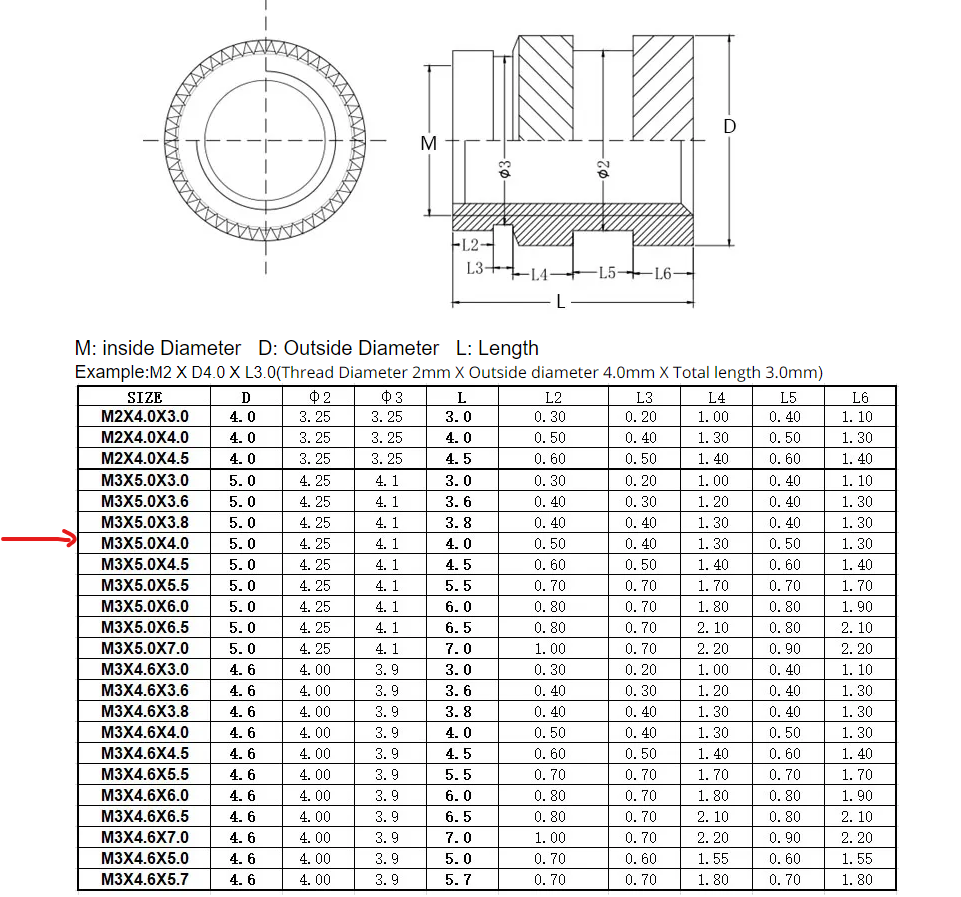 M
ϕ3
ϕ2
D
L2
L3
L4
L5
L6
L
M: inside Diameter D: Outside Diameter L: Length
Example:M2 X D4.0 X L3.0(Thread Diameter 2mm X Outside diameter 4.0mm X Total length 3.0mm)
SIZE D Φ2 Φ3 L L2 L3 L4 L5 L6
M2X4.0X3.0 4.0 3.25 3.25 3.0 0.30 0.20 1.00 0.40 1.10
M2X4.0X4.0 4.0 3.25 3.25 4.0 0.50 0.40 1.30 0.50 1.30
M2X4.0X4.5 4.0 3.25 3.25 4.5 0.60 0.50 1.40 0.60 1.40
M3X5.0X3.0 5.0 4.25 4.1 3.0 0.30 0.20 1.00 0.40 1.10
M3X5.0X3.6 5.0 4.25 4.1 3.6 0.40 0.30 1.20 0.40 1.30
M3X5.0X3.8 5.0 4.25 4.1 3.8 0.40 0.40 1.30 0.40 1.30
M3X5.0X4.0 5.0 4.25 4.1 4.0 0.50 0.40 1.30 0.50 1.30
M3X5.0X4.5 5.0 4.25 4.1 4.5 0.60 0.50 1.40 0.60 1.40
M3X5.0X5.5 5.0 4.25 4.1 5.5 0.70 0.70 1.70 0.70 1.70
M3X5.0X6.0 5.0 4.25 4.1 6.0 0.80 0.70 1.80 0.80 1.90
M3X5.0X6.5 5.0 4.25 4.1 6.5 0.80 0.70 2.10 0.80 2.10
M3X5.0X7.0 5.0 4.25 4.1 7.0 1.00 0.70 2.20 0.90 2.20
M3X4.6X3.0 4.6 4.00 3.9 3.0 0.30 0.20 1.00 0.40 1.10
M3X4.6X3.6 4.6 4.00 3.9 3.6 0.40 0.30 1.20 0.40 1.30
M3X4.6X3.8 4.6 4.00 3.9 3.8 0.40 0.40 1.30 0.40 1.30
M3X4.6X4.0 4.6 4.00 3.9 4.0 0.50 0.40 1.30 0.50 1.30
M3X4.6X4.5 4.6 4.00 3.9 4.5 0.60 0.50 1.40 0.60 1.40
M3X4.6X5.5 4.6 4.00 3.9 5.5 0.70 0.70 1.70 0.70 1.70
M3X4.6X6.0 4.6 4.00 3.9 6.0 0.80 0.70 1.80 0.80 1.90
M3X4.6X6.5 4.6 4.00 3.9 6.5 0.80 0.70 2.10 0.80 2.10
M3X4.6X7.0 4.6 4.00 3.9 7.0 1.00 0.70 2.20 0.90 2.20
M3X4.6X5.0 4.6 4.00 3.9 5.0 0.70 0.60 1.55 0.60 1.55
M3X4.6X5.7 4.6 4.00 3.9 5.7 0.70 0.70 1.80 0.70 1.80